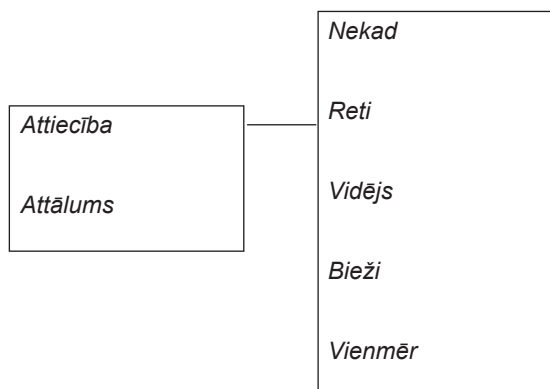 Nekad
Attiecība
Reti
Attālums
Vidējs
Bieži
Vienmēr